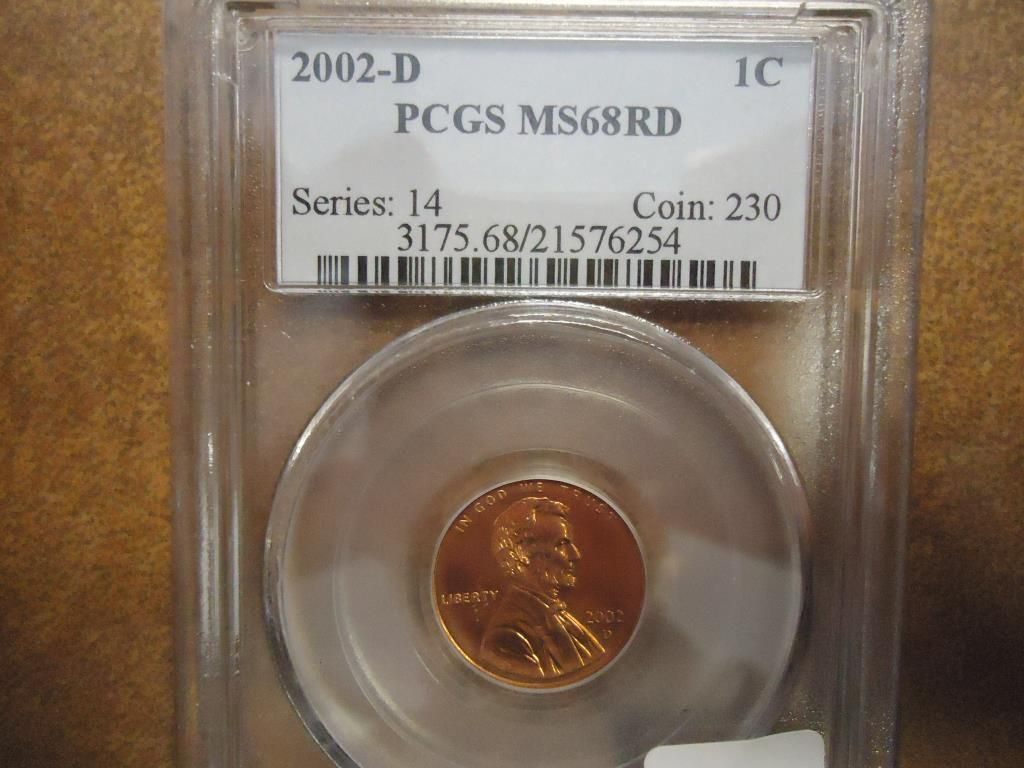 2002-D 1C
PCGS MS68RD
Series: 14 Coin: 230
3175.68/21576254
IN GOD WE TRUST
LIBERTY
2002
D